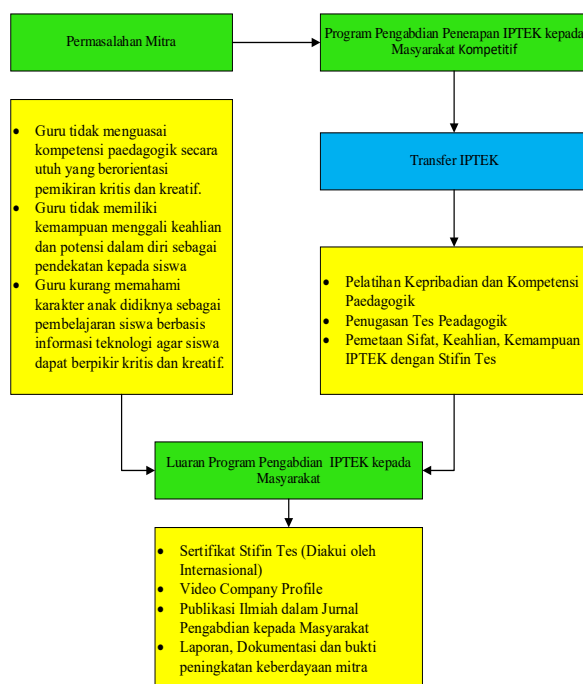 Permasalahan Mitra
Program Pengabdian Penerapan IPTEK kepada
Masyarakat Kompetitif
• Guru tidak menguasai
kompetensi paedagogik secara
utuh yang berorientasi
pemikiran kritis dan kreatif.
• Guru tidak memiliki
kemampuan menggali keahlian
dan potensi dalam diri sebagai
pendekatan kepada siswa
• Guru kurang memahami
karakter anak didiknya sebagai
pembelajaran siswa berbasis
informasi teknologi agar siswa
dapat berpikir kritis dan kreatif.
Transfer IPTEK
• Pelatihan Kepribadian dan Kompetensi
Paedagogik
• Penugasan Tes Peadagogik
• Pemetaan Sifat, Keahlian, Kemampuan
IPTEK dengan Stifin Tes
Luaran Program Pengabdian IPTEK kepada
Masyarakat
• Sertifikat Stifin Tes (Diakui oleh
Internasional)
• Video Company Profile
• Publikasi Ilmiah dalam Jurnal
Pengabdian kepada Masyarakat
• Laporan, Dokumentasi dan bukti
peningkatan keberdayaan mitra